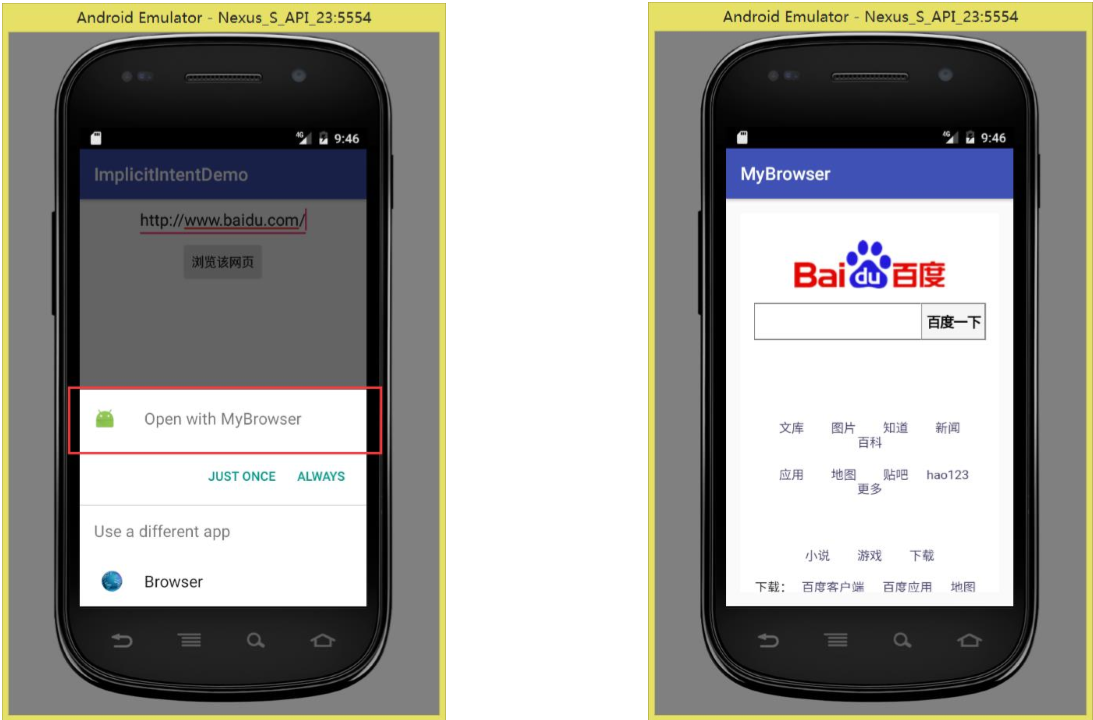 Android Emulator - Nexus_S_API_23:5554
4G 9:46
ImplicitIntentDemo
http://www.baidu.com/
浏览该网页
Open with MyBrowser
JUST ONCE ALWAYS
Use a different app
Browser
Android Emulator - Nexus_S_API_23:5554
4G 9:46
MyBrowser
Bai du 百度
百度一下
文库 图片 知道 新闻
百科
应用 地图 贴吧 hao123
更多
小说 游戏 下载
下载: 百度客户端 百度应用 地图